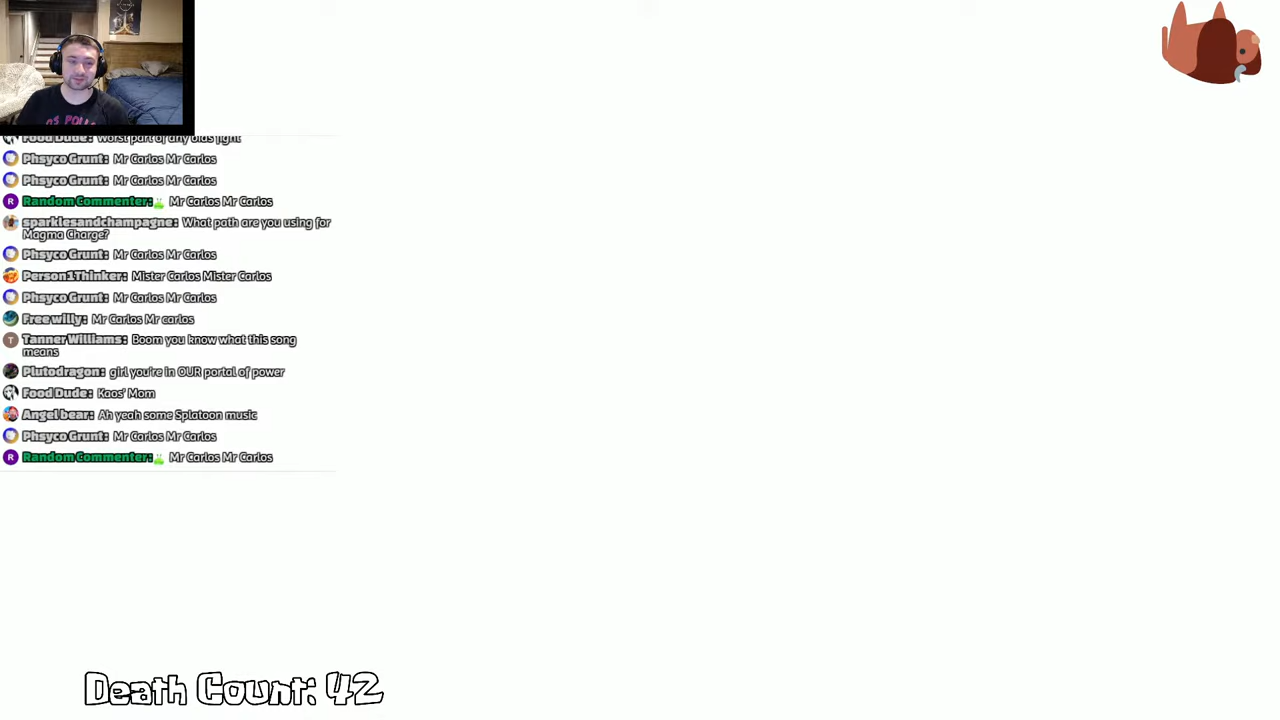 Food Dude: Worst part of any bias fight
Phsyco Grunt: Mr Carlos Mr Carlos
Phsyco Grunt: Mr Carlos Mr Carlos
R Random Commenter: Mr Carlos Mr Carlos
sparklesandchampagne: What path are you using for
Magma Charge?
Phsyco Grunt: Mr Carlos Mr Carlos
Person1Thinker: Mister Carlos Mister Carlos
Phsyco Grunt: Mr Carlos Mr Carlos
Freewilly: Mr Carlos Mr carlos
T Tanner Williams: Boom you know what this song
means
Plutodragon: girl you're in OUR portal of power
Food Dude: Kaos' Mom
Angel bear: Ah yeah some Splatoon music
Phsyco Grunt: Mr Carlos Mr Carlos
R Random Commenter: Mr Carlos Mr Carlos
Death Count: 42